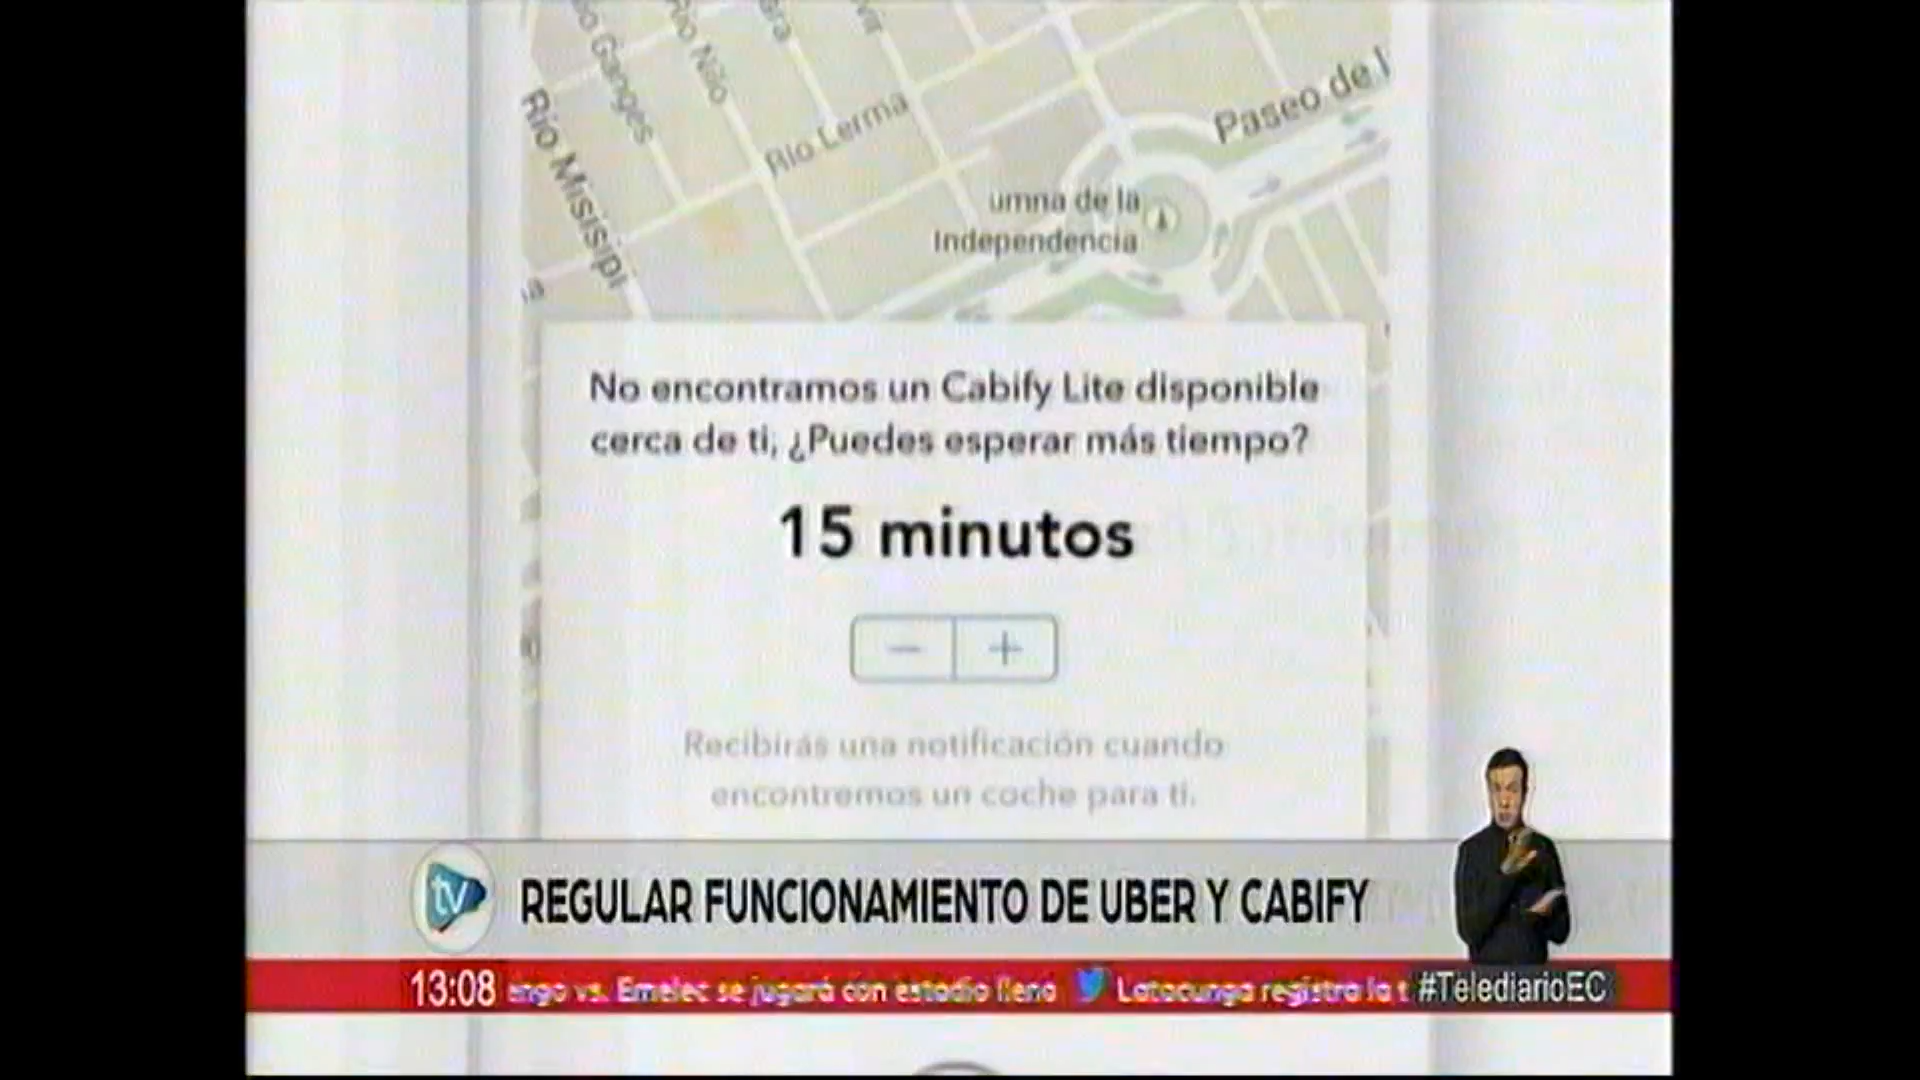 Río Ganges
Río Nilo
Río Misisipi
Río Lerma
Paseo de l
umna de la
Independencia
No encontramos un Cabify Lite disponible
cerca de ti, ¿Puedes esperar más tiempo?
15 minutos
− +
Recibirás una notificación cuando
encontremos un coche para ti.
tv REGULAR FUNCIONAMIENTO DE UBER Y CABIFY
13:08 engo vs. Emelec se jugará con estadio lleno Latacunga registra la t #TelediarioEC